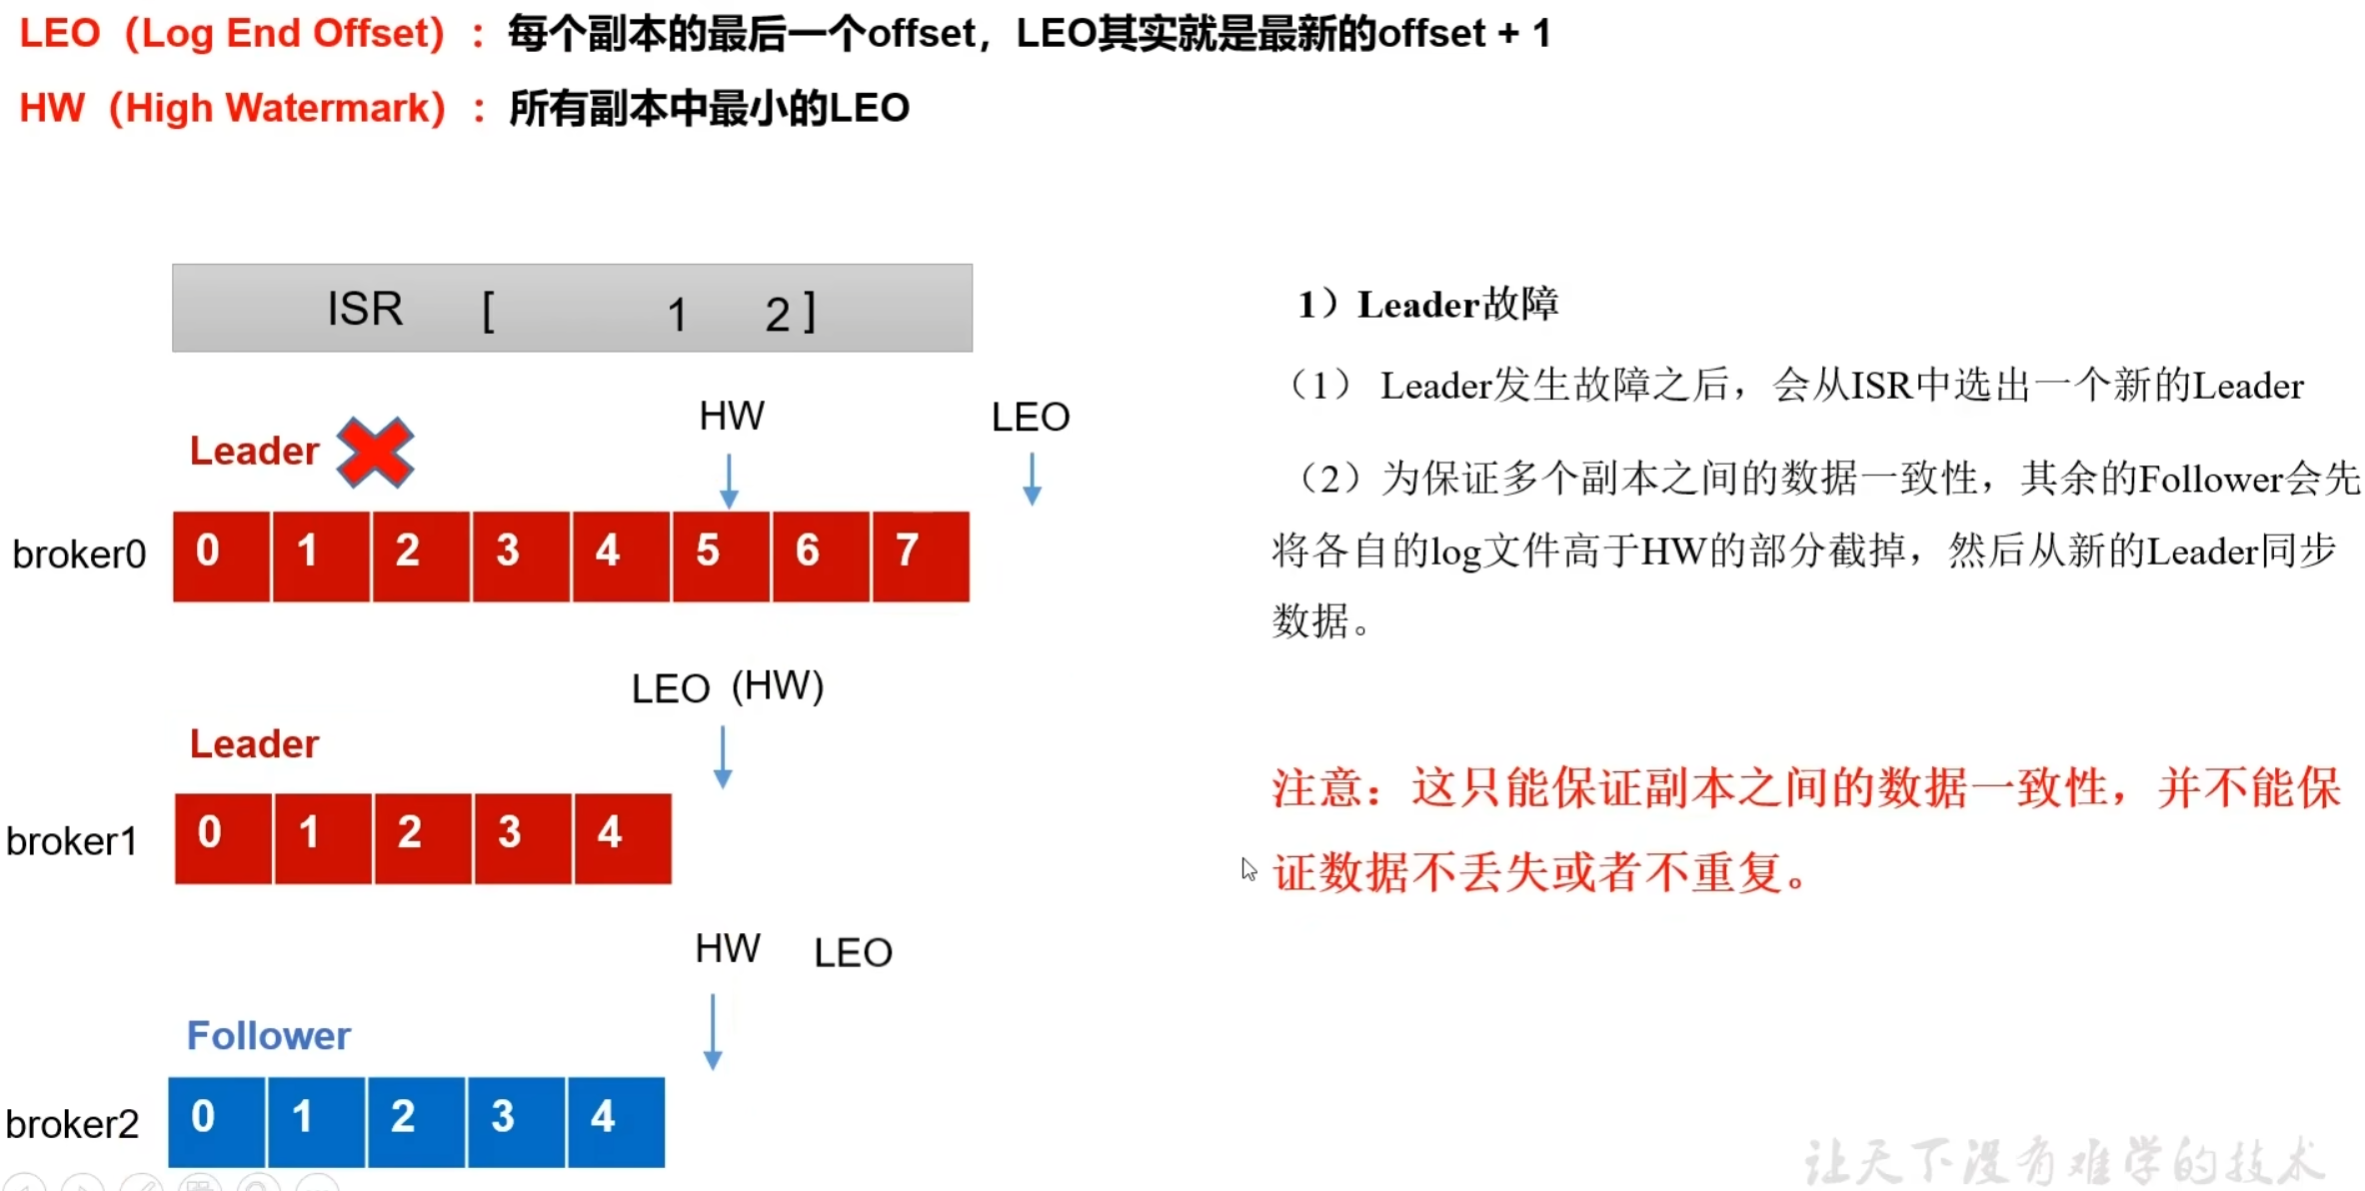 LEO（Log End Offset）：每个副本的最后一个offset，LEO其实就是最新的offset + 1
HW（High Watermark）：所有副本中最小的LEO
ISR [ 1 2 ]
HW LEO
Leader
broker0 0 1 2 3 4 5 6 7
LEO (HW)
Leader
broker1 0 1 2 3 4
HW LEO
Follower
broker2 0 1 2 3 4
1）Leader故障
（1） Leader发生故障之后，会从ISR中选出一个新的Leader
（2）为保证多个副本之间的数据一致性，其余的Follower会先
将各自的log文件高于HW的部分截掉，然后从新的Leader同步
数据。
注意：这只能保证副本之间的数据一致性，并不能保
证数据不丢失或者不重复。
让天下没有难学的技术